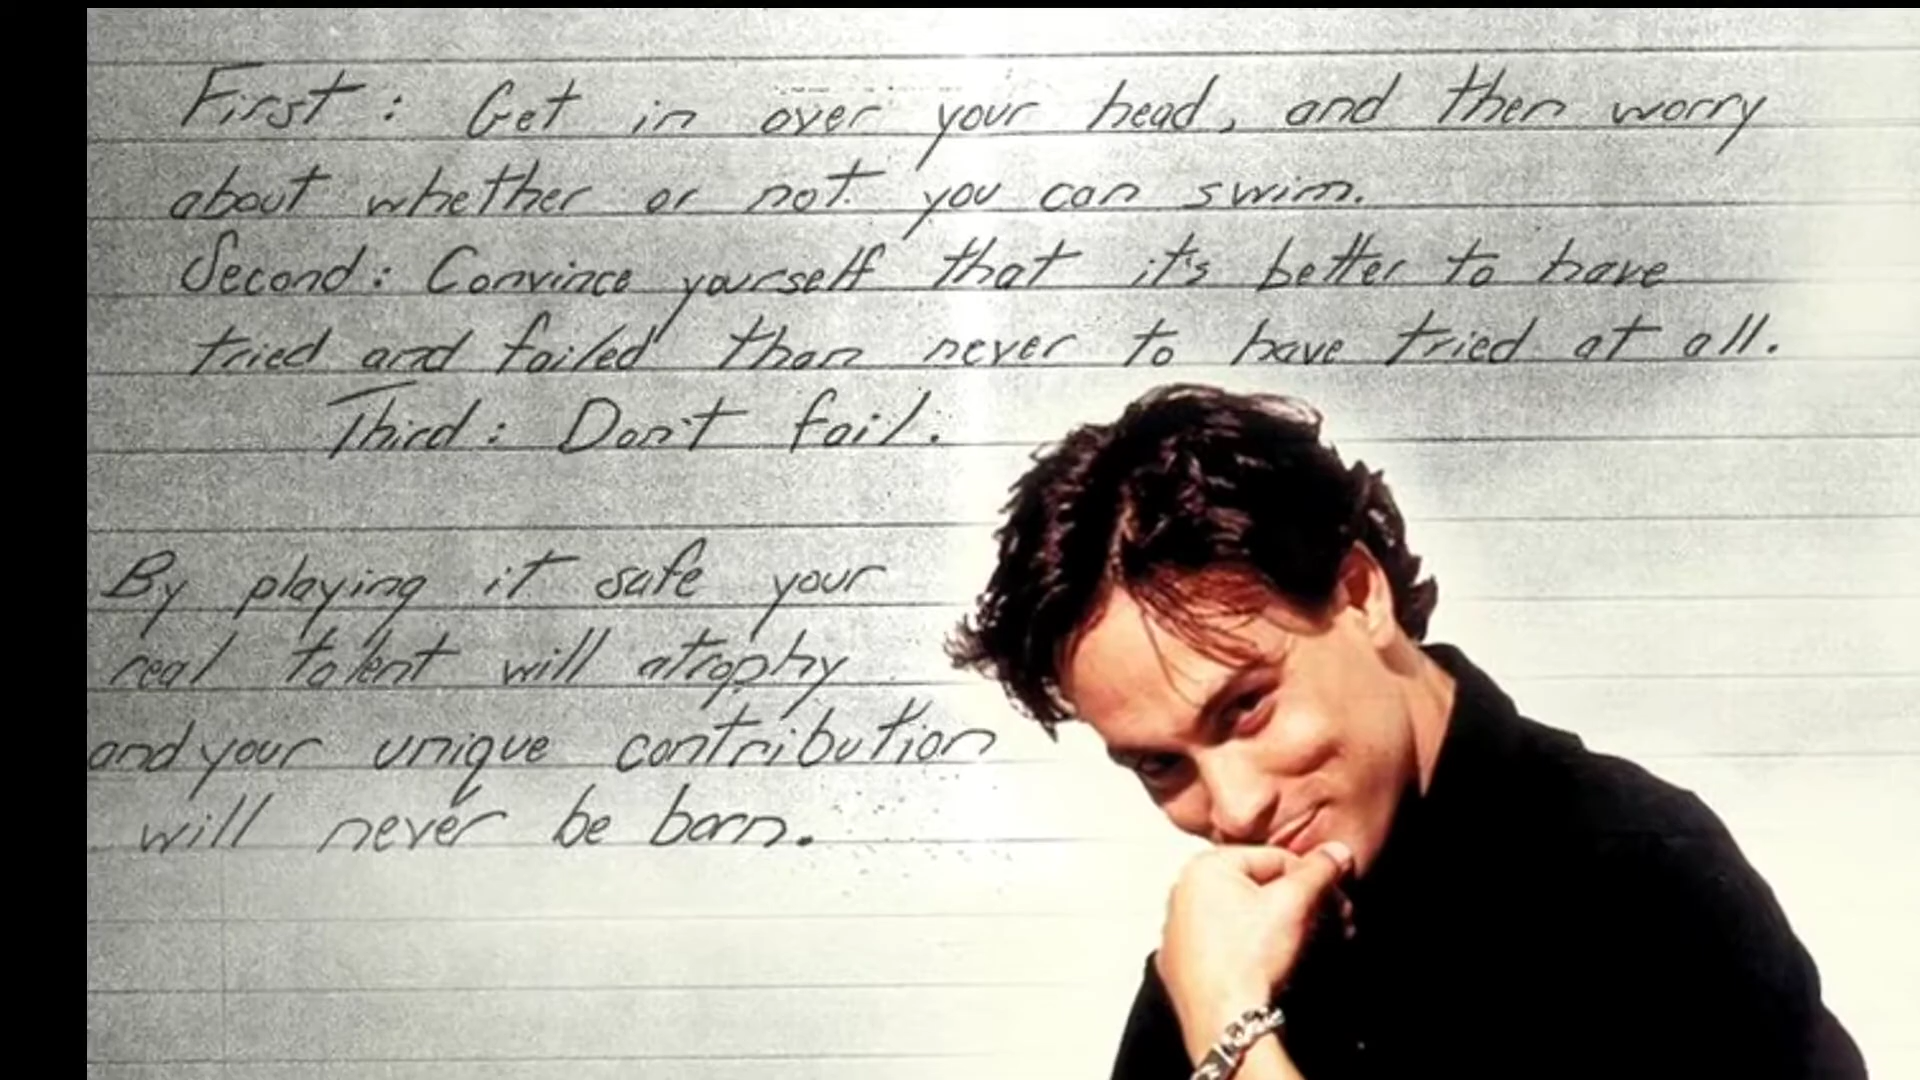 First: Get in over your head, and then worry
about whether or not you can swim.
Second: Convince yourself that it's better to have
tried and failed than never to have tried at all.
Third: Don't fail.
By playing it safe your
real talent will atrophy
and your unique contribution
will never be born.